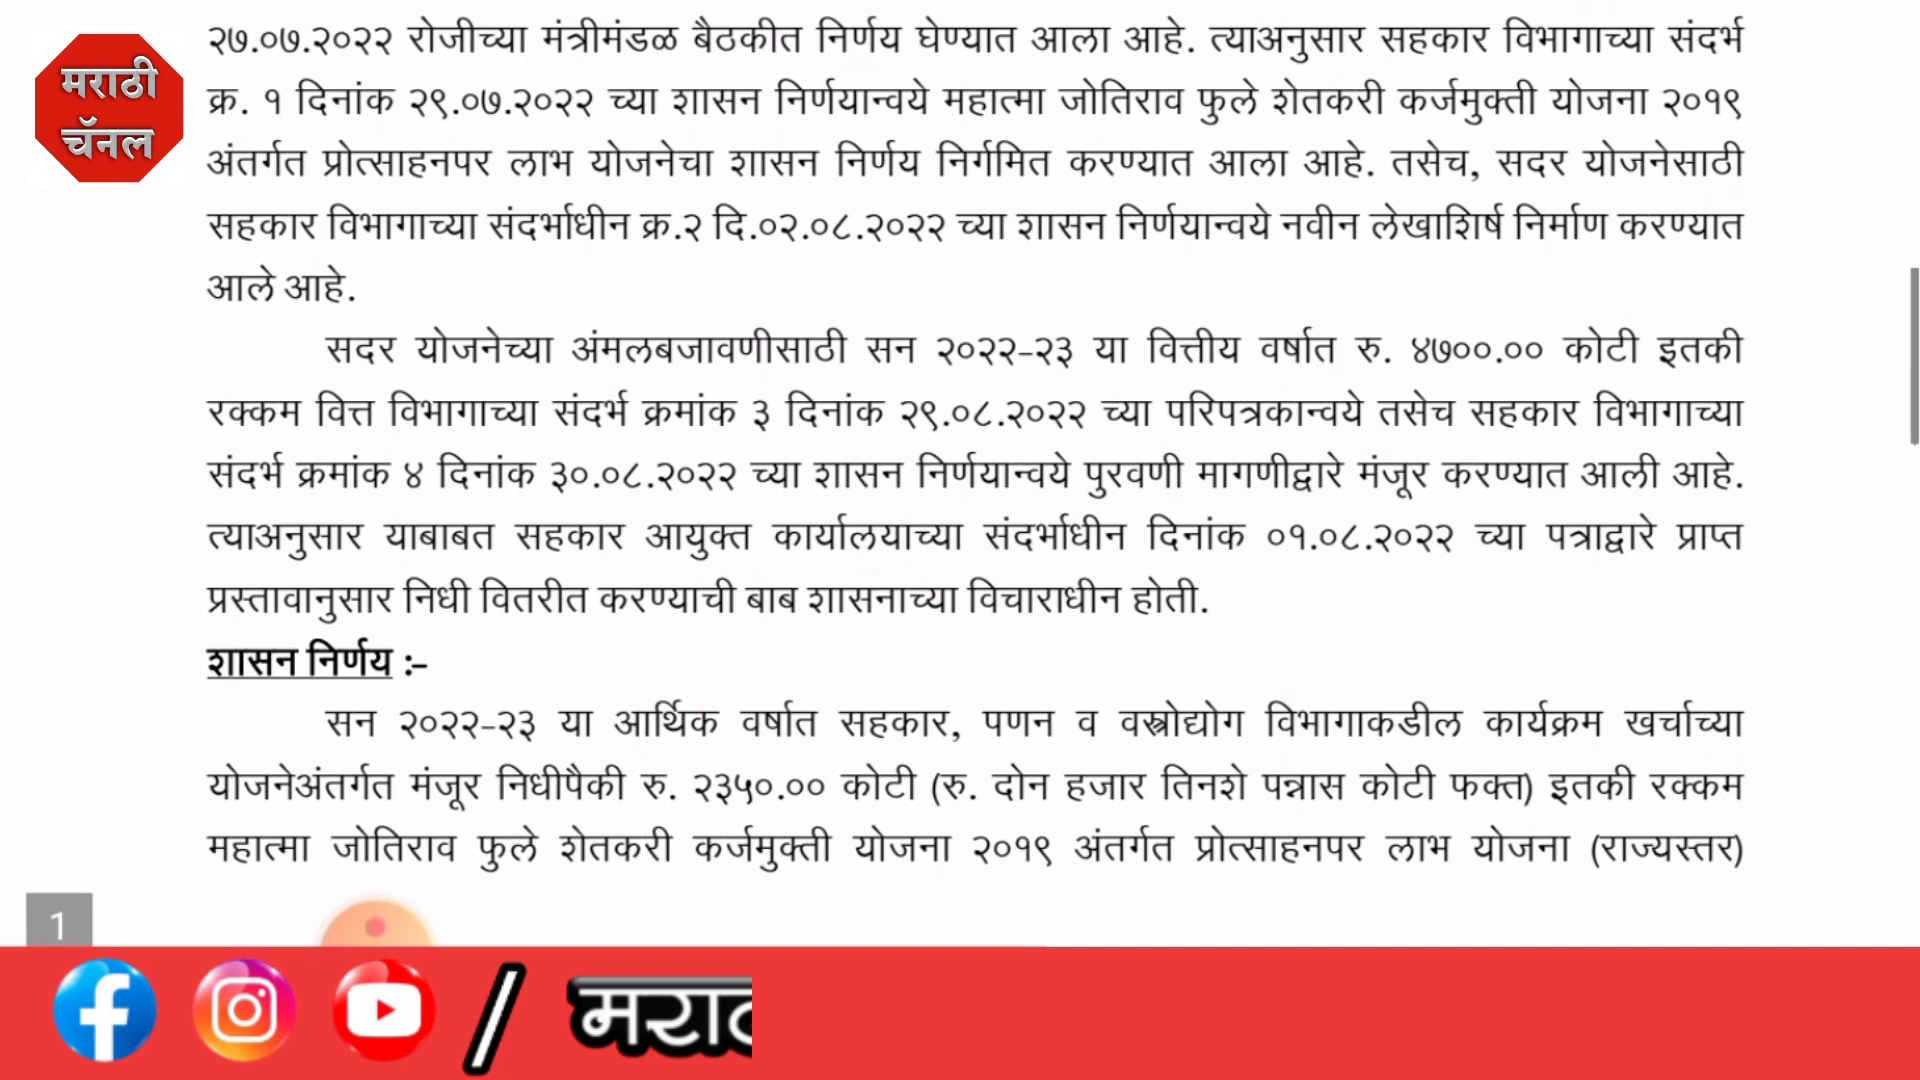 मराठी
चॅनल
२७.०७.२०२२ रोजीच्या मंत्रीमंडळ बैठकीत निर्णय घेण्यात आला आहे. त्याअनुसार सहकार विभागाच्या संदर्भ
क्र. १ दिनांक २९.०७.२०२२ च्या शासन निर्णयान्वये महात्मा जोतिराव फुले शेतकरी कर्जमुक्ती योजना २०१९
अंतर्गत प्रोत्साहनपर लाभ योजनेचा शासन निर्णय निर्गमित करण्यात आला आहे. तसेच, सदर योजनेसाठी
सहकार विभागाच्या संदर्भाधीन क्र.२ दि.०२.०८.२०२२ च्या शासन निर्णयान्वये नवीन लेखाशिर्ष निर्माण करण्यात
आले आहे.
सदर योजनेच्या अंमलबजावणीसाठी सन २०२२-२३ या वित्तीय वर्षात रु. ४७००.०० कोटी इतकी
रक्कम वित्त विभागाच्या संदर्भ क्रमांक ३ दिनांक २९.०८.२०२२ च्या परिपत्रकान्वये तसेच सहकार विभागाच्या
संदर्भ क्रमांक ४ दिनांक ३०.०८.२०२२ च्या शासन निर्णयान्वये पुरवणी मागणीद्वारे मंजूर करण्यात आली आहे.
त्याअनुसार याबाबत सहकार आयुक्त कार्यालयाच्या संदर्भाधीन दिनांक ०१.०८.२०२२ च्या पत्राद्वारे प्राप्त
प्रस्तावानुसार निधी वितरीत करण्याची बाब शासनाच्या विचाराधीन होती.
शासन निर्णय :-
सन २०२२-२३ या आर्थिक वर्षात सहकार, पणन व वस्त्रोद्योग विभागाकडील कार्यक्रम खर्चाच्या
योजनेअंतर्गत मंजूर निधीपैकी रु. २३५०.०० कोटी (रु. दोन हजार तिनशे पन्नास कोटी फक्त) इतकी रक्कम
महात्मा जोतिराव फुले शेतकरी कर्जमुक्ती योजना २०१९ अंतर्गत प्रोत्साहनपर लाभ योजना (राज्यस्तर)
1
/